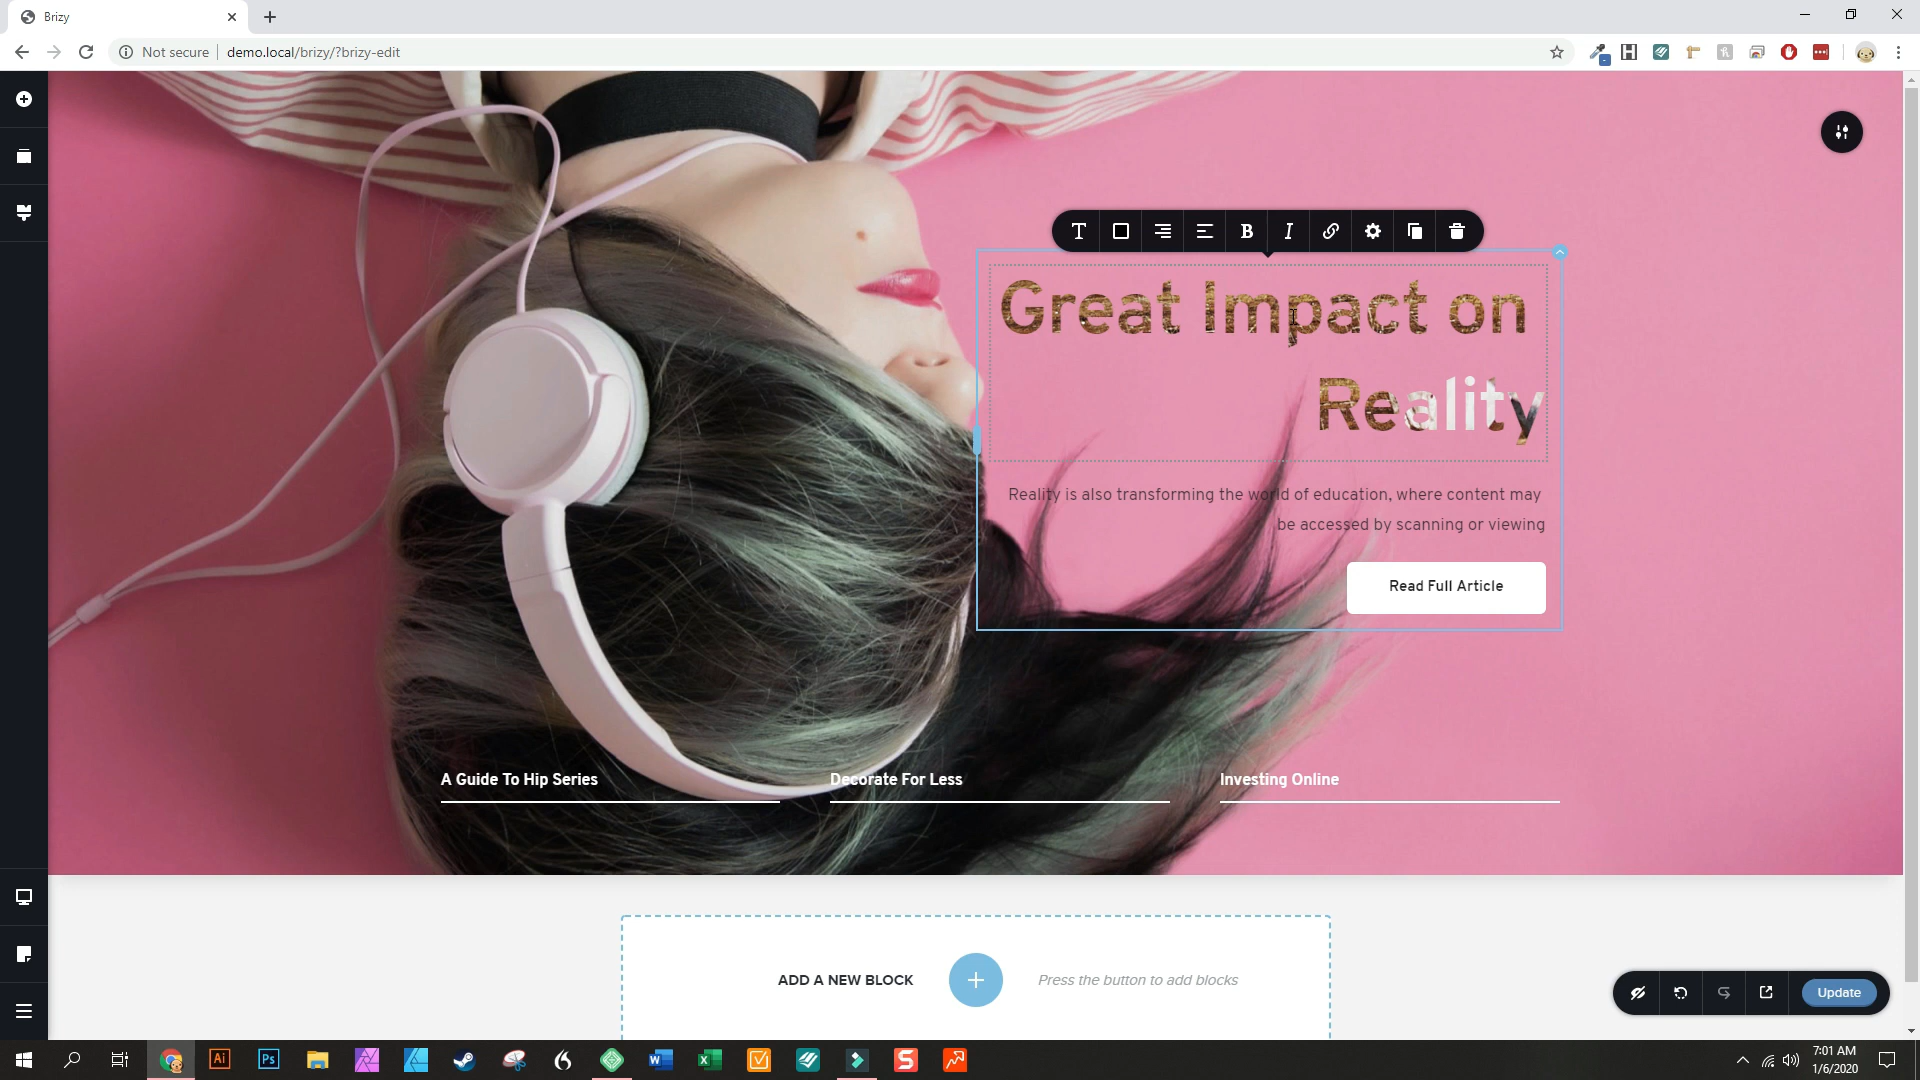 Brizy
Not secure
demo.local/brizy/?brizy-edit
Great Impact on
Reality
Reality is also transforming the world of education, where content may
be accessed by scanning or viewing
Read Full Article
A Guide To Hip Series
Decorate For Less
Investing Online
ADD A NEW BLOCK
Press the button to add blocks
Update
7:01 AM
1/6/2020